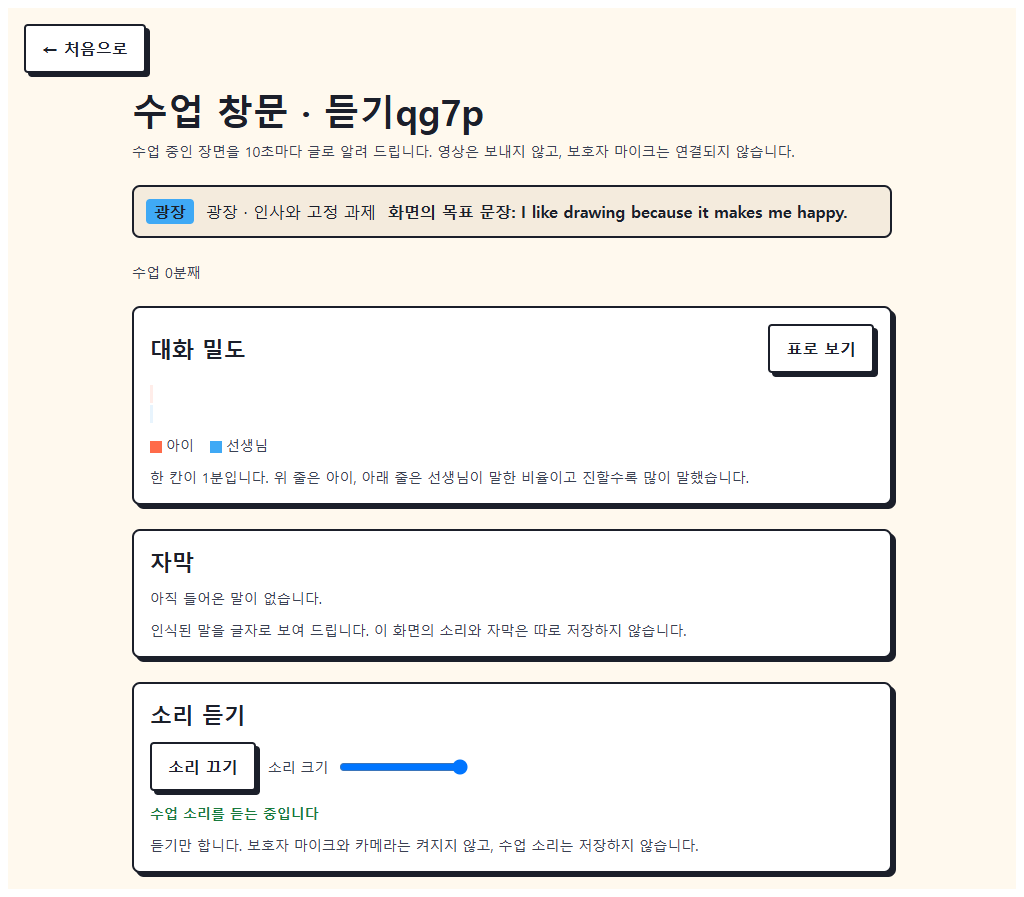 ← 처음으로
수업 창문 · 듣기qg7p
수업 중인 장면을 10초마다 글로 알려 드립니다. 영상은 보내지 않고, 보호자 마이크는 연결되지 않습니다.
광장 광장 · 인사와 고정 과제 화면의 목표 문장: I like drawing because it makes me happy.
수업 0분째
대화 밀도
표로 보기
아이 선생님
한 칸이 1분입니다. 위 줄은 아이, 아래 줄은 선생님이 말한 비율이고 진할수록 많이 말했습니다.
자막
아직 들어온 말이 없습니다.
인식된 말을 글자로 보여 드립니다. 이 화면의 소리와 자막은 따로 저장하지 않습니다.
소리 듣기
소리 끄기 소리 크기
수업 소리를 듣는 중입니다
듣기만 합니다. 보호자 마이크와 카메라는 켜지지 않고, 수업 소리는 저장하지 않습니다.